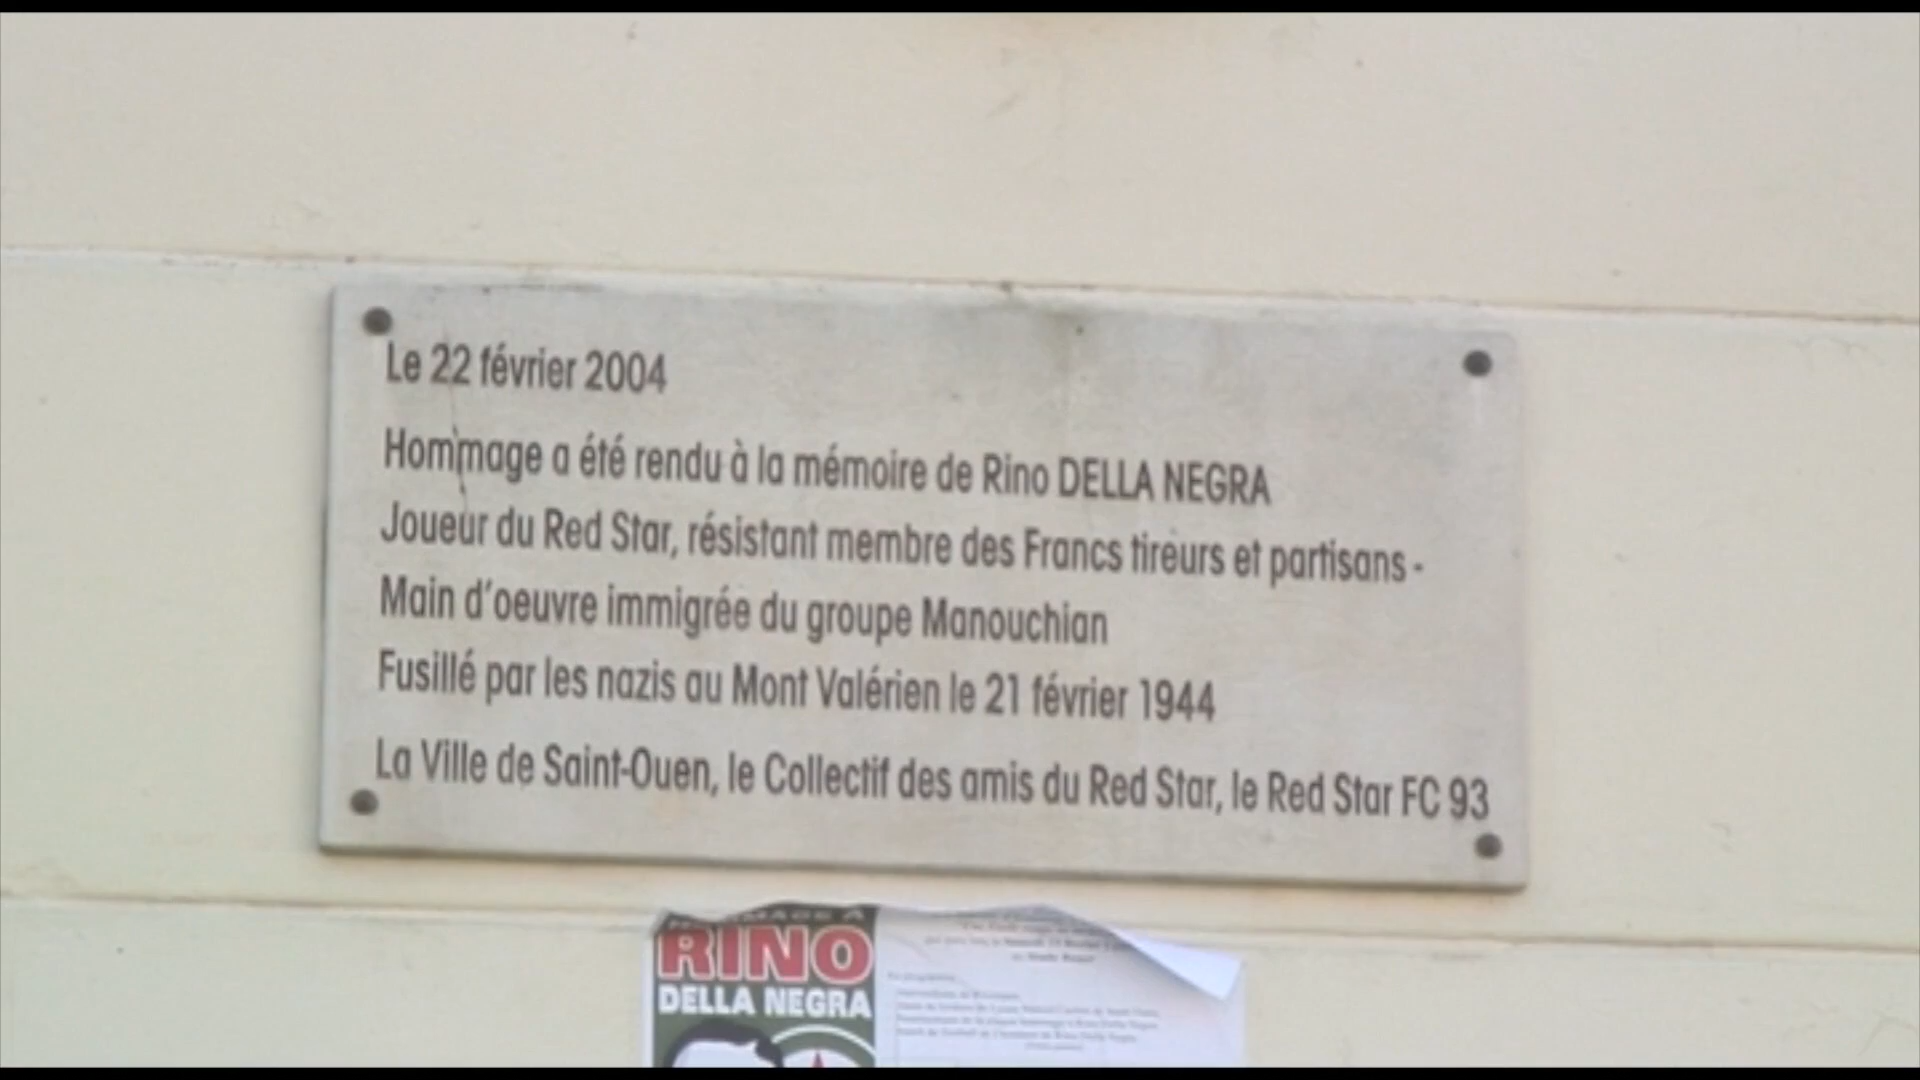 Le 22 février 2004
Hommage a été rendu à la mémoire de Rino DELLA NEGRA
Joueur du Red Star, résistant membre des Francs tireurs et partisans -
Main d'oeuvre immigrée du groupe Manouchian
Fusillé par les nazis au Mont Valérien le 21 février 1944
La Ville de Saint-Ouen, le Collectif des amis du Red Star, le Red Star FC 93
HOMMAGE À
RINO
DELLA NEGRA